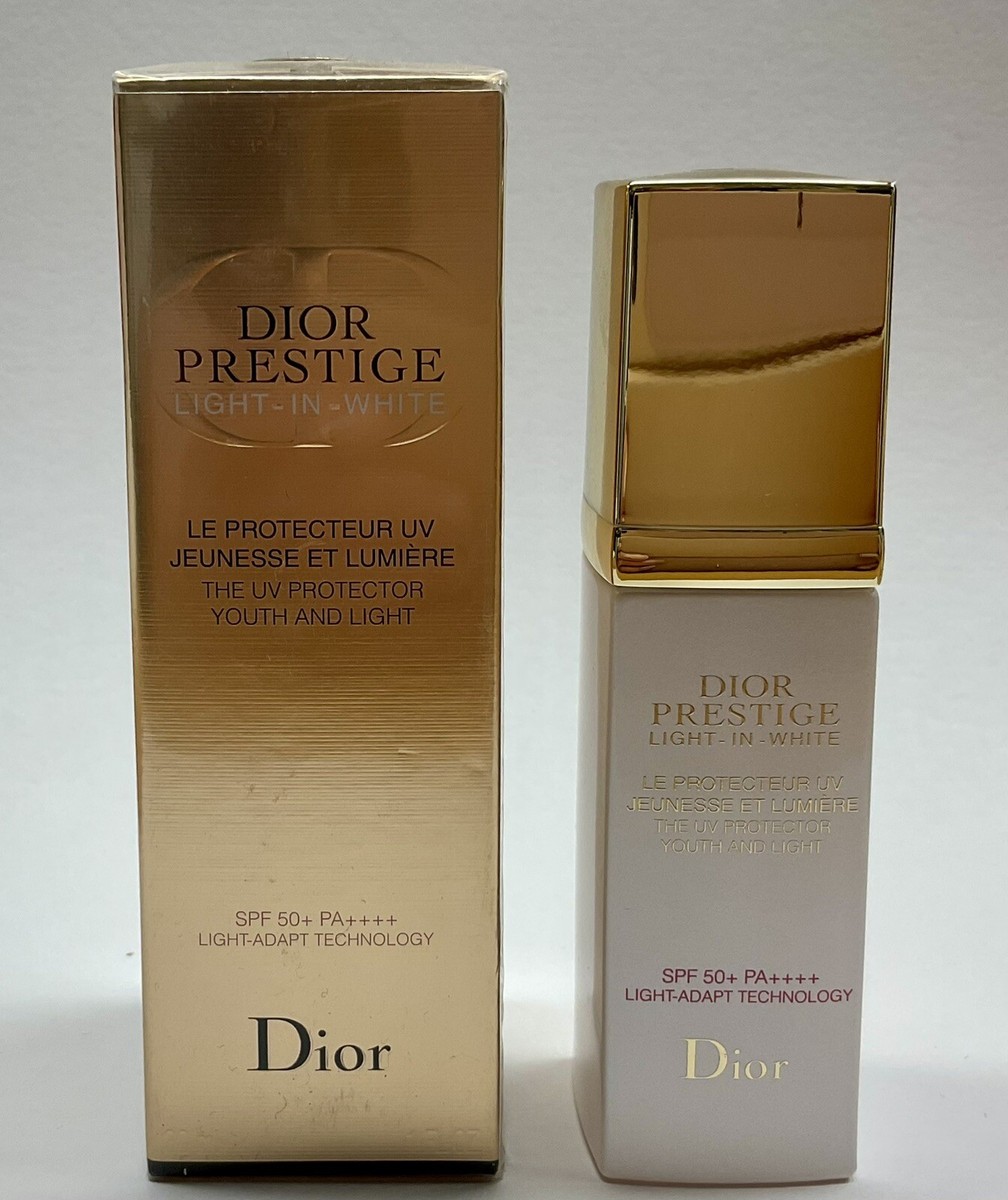 DIOR
PRESTIGE
LIGHT-IN-WHITE
LE PROTECTEUR UV
JEUNESSE ET LUMIÈRE
THE UV PROTECTOR
YOUTH AND LIGHT
SPF 50+ PA++++
LIGHT-ADAPT TECHNOLOGY
Dior
DIOR
PRESTIGE
LIGHT-IN-WHITE
LE PROTECTEUR UV
JEUNESSE ET LUMIÈRE
THE UV PROTECTOR
YOUTH AND LIGHT
SPF 50+ PA++++
LIGHT-ADAPT TECHNOLOGY
Dior